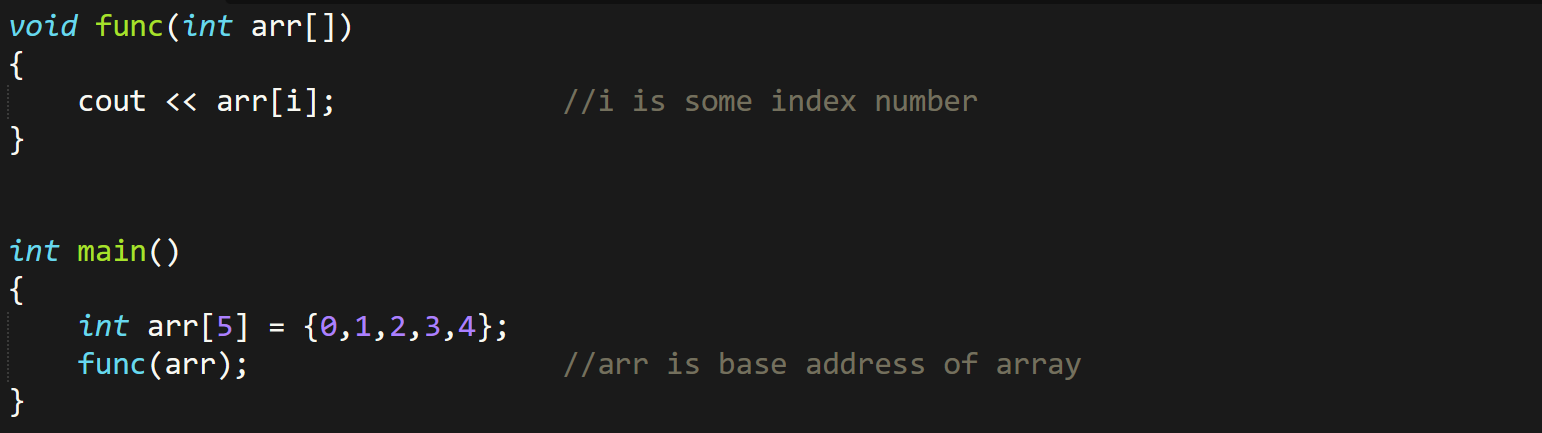 void func(int arr[])
{
    cout << arr[i];             //i is some index number
}
int main()
{
    int arr[5] = {0,1,2,3,4};
    func(arr);                  //arr is base address of array
}